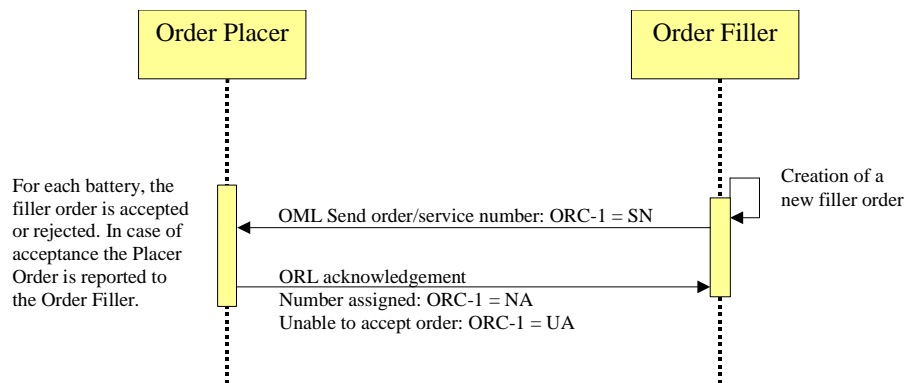 Order Placer
Order Filler
For each battery, the
filler order is accepted
or rejected. In case of
acceptance the Placer
Order is reported to
the Order Filler.
Creation of a
new filler order
OML Send order/service number: ORC-1 = SN
ORL acknowledgement
Number assigned: ORC-1 = NA
Unable to accept order: ORC-1 = UA